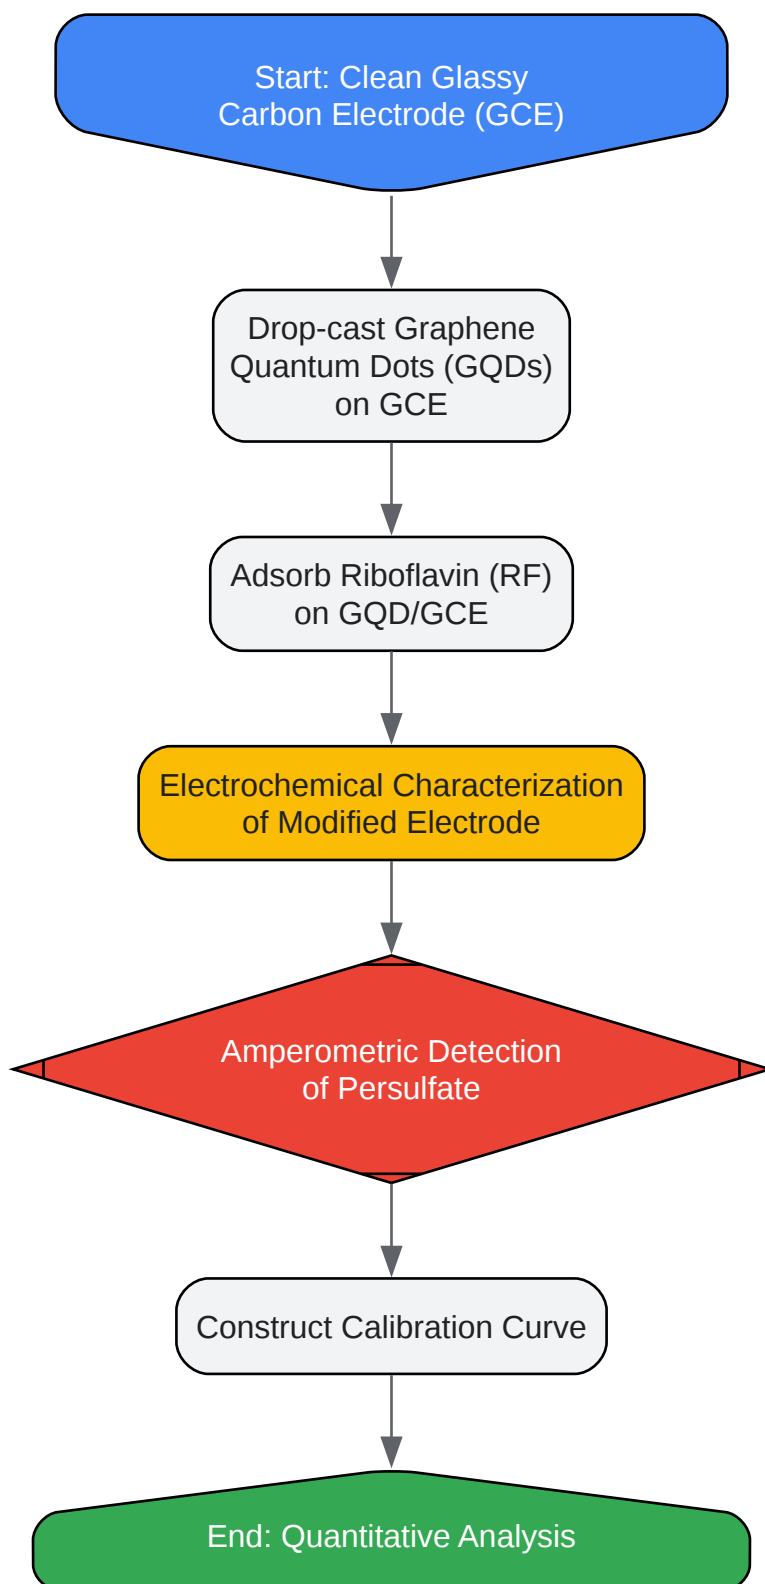 Start: Clean Glassy
Carbon Electrode (GCE)
Drop-cast Graphene
Quantum Dots (GQDs)
on GCE
Adsorb Riboflavin (RF)
on GQD/GCE
Electrochemical Characterization
of Modified Electrode
Amperometric Detection
of Persulfate
Construct Calibration Curve
End: Quantitative Analysis